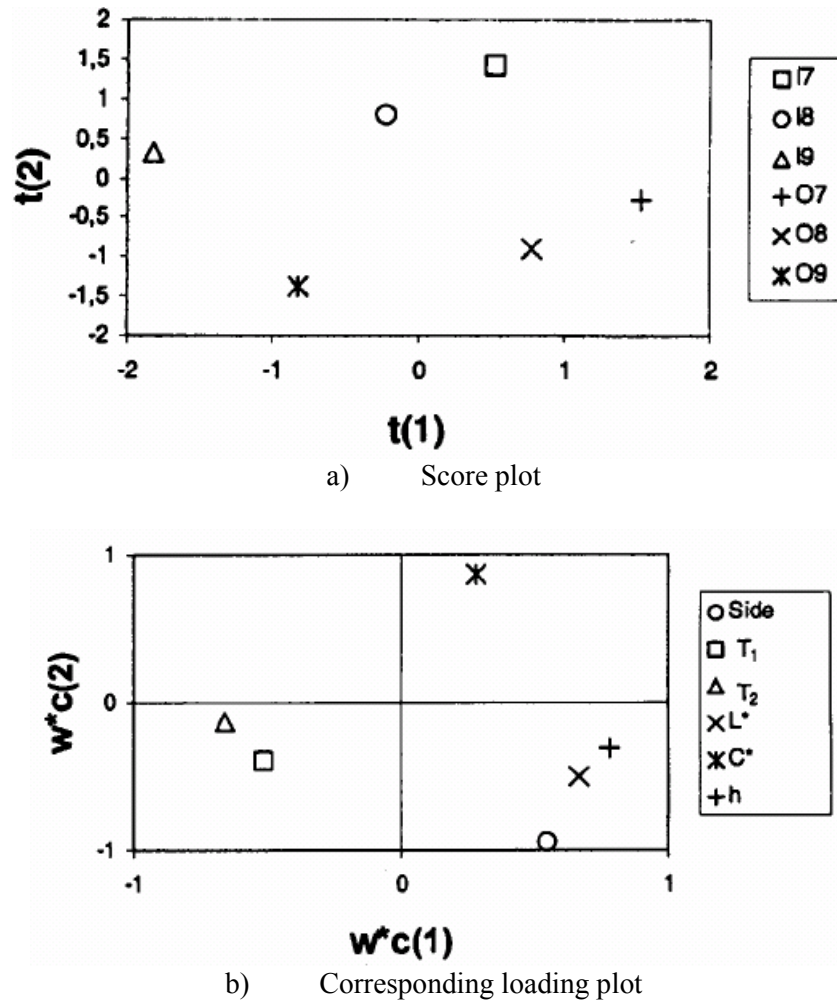 2
1,5
1
0,5
0
-0,5
-1
-1,5
-2
t(2)
-2
-1
0
1
2
t(1)
I7
I8
I9
O7
O8
O9
a) Score plot
1
0
-1
w*c(2)
-1
0
1
w*c(1)
Side
T₁
T₂
L*
C*
h
b) Corresponding loading plot